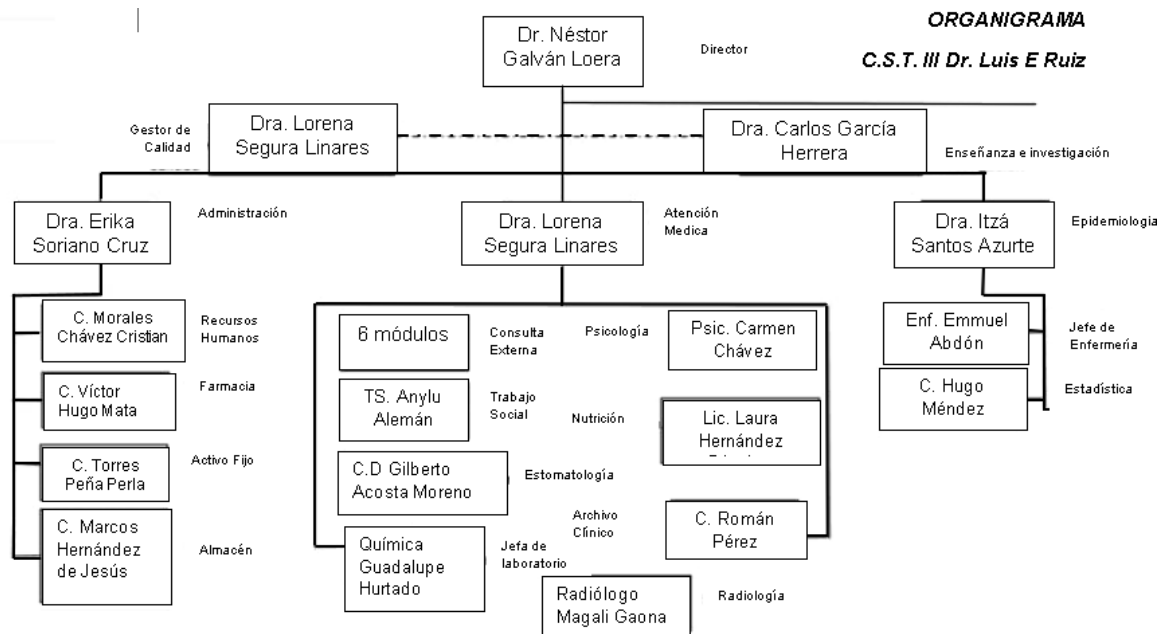 ORGANIGRAMA
C.S.T. III Dr. Luis E Ruiz
Dr. Néstor
Galván Loera
Director
Gestor de
Calidad
Dra. Lorena
Segura Linares
Dra. Carlos García
Herrera
Enseñanza e investigación
Dra. Erika
Soriano Cruz
Administración
Dra. Lorena
Segura Linares
Atención
Medica
Dra. Itzá
Santos Azurte
Epidemiologia
C. Morales
Chávez Cristian
Recursos
Humanos
C. Víctor
Hugo Mata
Farmacia
C. Torres
Peña Perla
Activo Fijo
C. Marcos
Hernández
de Jesús
Almacén
6 módulos
Consulta
Externa
TS. Anylu
Alemán
Trabajo
Social
C.D Gilberto
Acosta Moreno
Estomatología
Química
Guadalupe
Hurtado
Jefa de
laboratorio
Psicología
Psic. Carmen
Chávez
Nutrición
Lic. Laura
Hernández
Archivo
Clínico
C. Román
Pérez
Radiólogo
Magali Gaona
Radiología
Enf. Emmuel
Abdón
Jefe de
Enfermería
C. Hugo
Méndez
Estadística